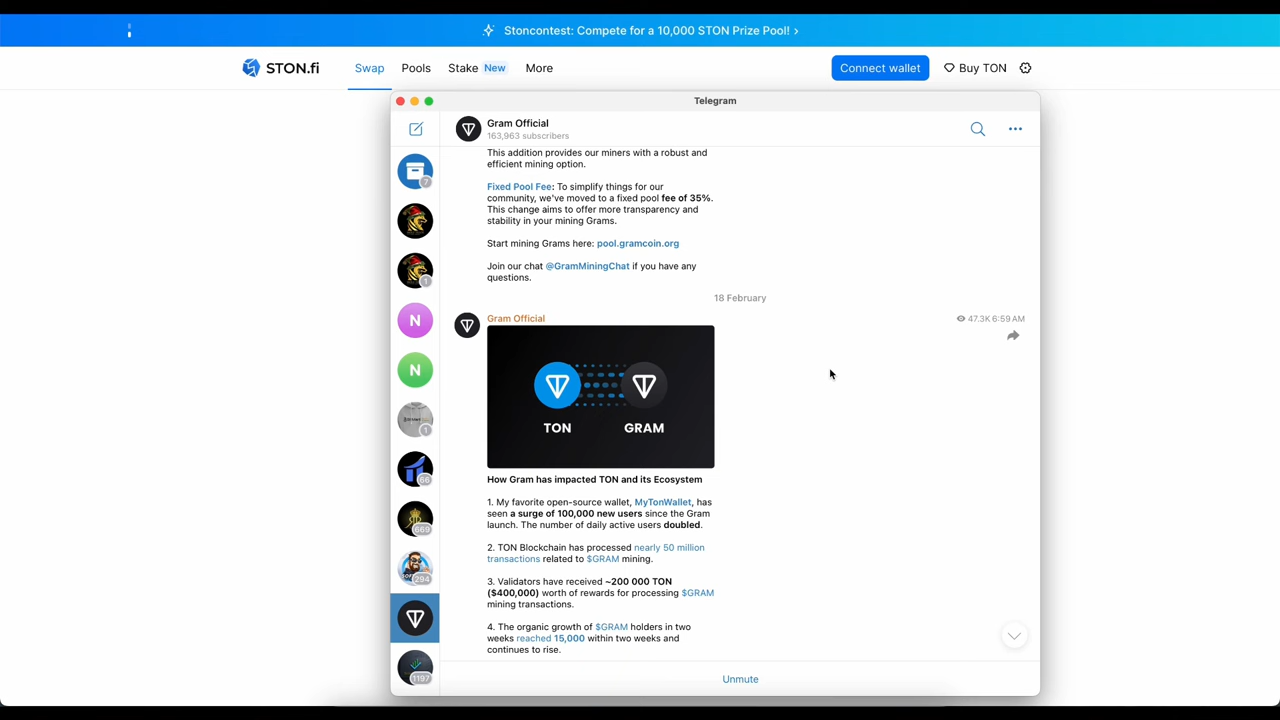 Stoncontest: Compete for a 10,000 STON Prize Pool! ›
STON.fi
Swap
Pools
Stake New
More
Connect wallet
Buy TON
Telegram
Gram Official
163,963 subscribers
This addition provides our miners with a robust and
efficient mining option.
Fixed Pool Fee: To simplify things for our
community, we've moved to a fixed pool fee of 35%.
This change aims to offer more transparency and
stability in your mining Grams.
Start mining Grams here: pool.gramcoin.org
Join our chat @GramMiningChat if you have any
questions.
18 February
Gram Official
47.3K 6:59 AM
TON
GRAM
How Gram has impacted TON and its Ecosystem
1. My favorite open-source wallet, MyTonWallet, has
seen a surge of 100,000 new users since the Gram
launch. The number of daily active users doubled.
2. TON Blockchain has processed nearly 50 million
transactions related to $GRAM mining.
3. Validators have received ~200 000 TON
($400,000) worth of rewards for processing $GRAM
mining transactions.
4. The organic growth of $GRAM holders in two
weeks reached 15,000 within two weeks and
continues to rise.
Unmute
7
1
N
N
1
66
669
294
1197